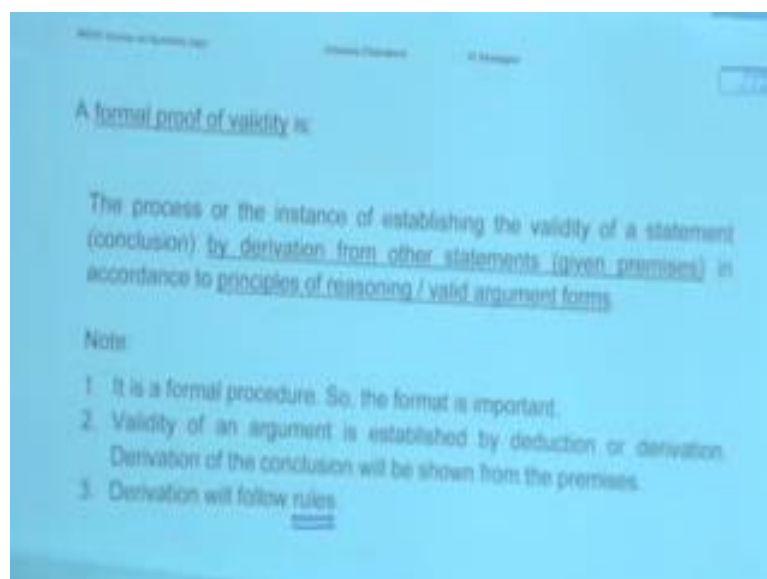 A formal proof of validity is:
The process or the instance of establishing the validity of a statement
(conclusion) by derivation from other statements (given premises) in
accordance to principles of reasoning / valid argument forms
Note:
1. It is a formal procedure. So, the format is important.
2. Validity of an argument is established by deduction or derivation.
Derivation of the conclusion will be shown from the premises.
3. Derivation will follow rules